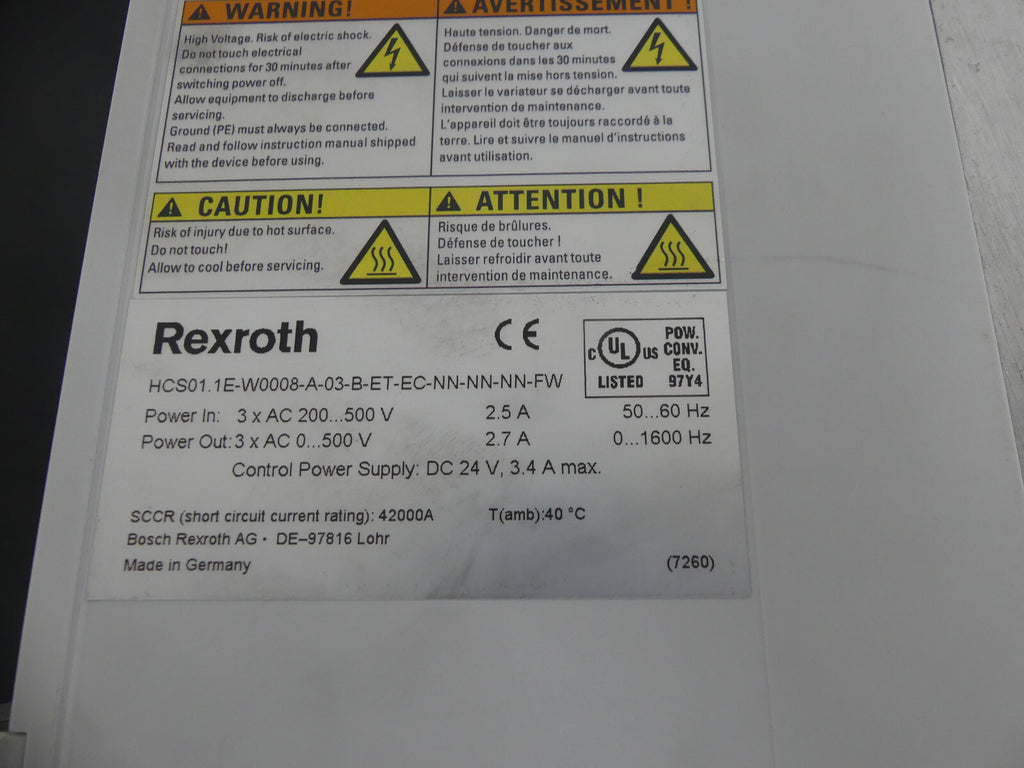 WARNING!
High Voltage. Risk of electric shock.
Do not touch electrical
connections for 30 minutes after
switching power off.
Allow equipment to discharge before
servicing.
Ground (PE) must always be connected.
Read and follow instruction manual shipped
with the device before using.
AVERTISSEMENT !
Haute tension. Danger de mort.
Défense de toucher aux
connexions dans les 30 minutes
qui suivent la mise hors tension.
Laisser le variateur se décharger avant toute
intervention de maintenance.
L'appareil doit être toujours raccordé à la
terre. Lire et suivre le manuel d'instructions
avant utilisation.
CAUTION!
Risk of injury due to hot surface.
Do not touch!
Allow to cool before servicing.
ATTENTION !
Risque de brûlures.
Défense de toucher !
Laisser refroidir avant toute
intervention de maintenance.
Rexroth CE
C UL US LISTED
POW.
CONV.
EQ.
97Y4
HCS01.1E-W0008-A-03-B-ET-EC-NN-NN-NN-FW
Power In: 3 x AC 200...500 V 2.5 A 50...60 Hz
Power Out: 3 x AC 0...500 V 2.7 A 0...1600 Hz
Control Power Supply: DC 24 V, 3.4 A max.
SCCR (short circuit current rating): 42000A T(amb):40 °C
Bosch Rexroth AG • DE–97816 Lohr
Made in Germany (7260)